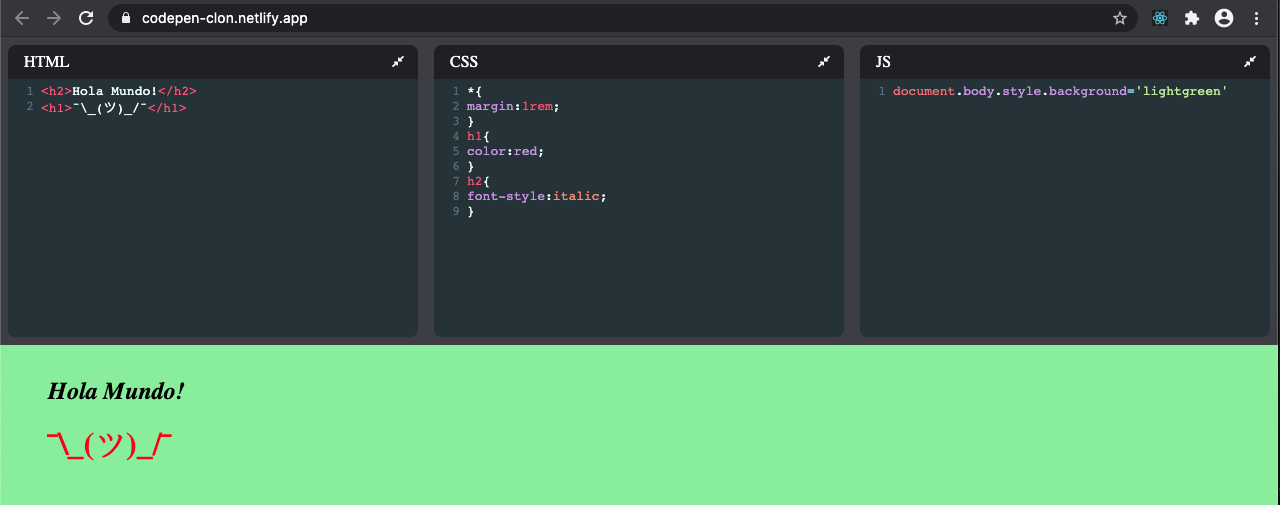 codepen-clon.netlify.app
HTML
1 <h2>Hola Mundo!</h2>
2 <h1>¯\_(ツ)_/¯</h1>
CSS
1 *{
2 margin:1rem;
3 }
4 h1{
5 color:red;
6 }
7 h2{
8 font-style:italic;
9 }
JS
1 document.body.style.background='lightgreen'
Hola Mundo!
¯\_(ツ)_/¯